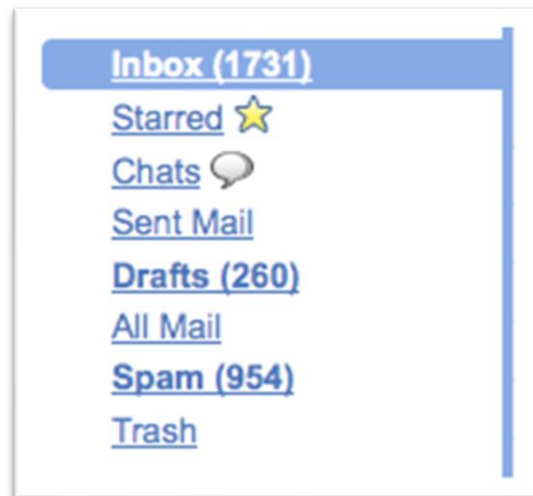 Inbox (1731)
Starred
Chats
Sent Mail
Drafts (260)
All Mail
Spam (954)
Trash